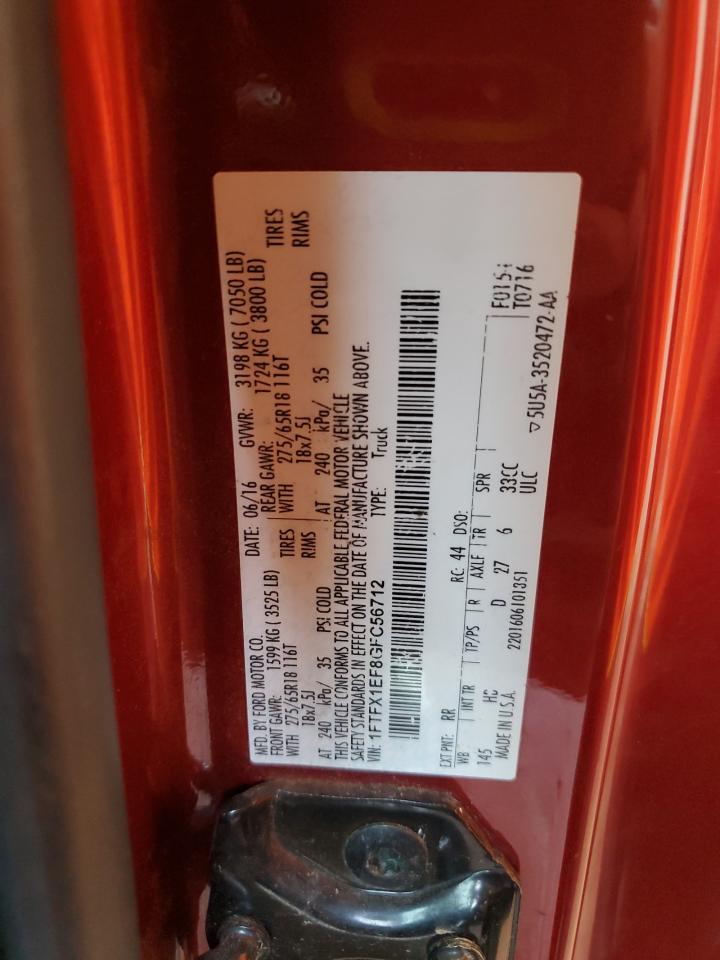 MFD. BY FORD MOTOR CO.
DATE: 06/16 GVWR: 3198 KG ( 7050 LB)
FRONT GAWR: 1599 KG ( 3525 LB) REAR GAWR: 1724 KG ( 3800 LB)
WITH 275/65R18 116T TIRES WITH 275/65R18 116T TIRES
18x7.5J RIMS 18x7.5J RIMS
AT 240 kPa/ 35 PSI COLD AT 240 kPa/ 35 PSI COLD
THIS VEHICLE CONFORMS TO ALL APPLICABLE FEDERAL MOTOR VEHICLE
SAFETY STANDARDS IN EFFECT ON THE DATE OF MANUFACTURE SHOWN ABOVE.
VIN: 1FTFX1EF8GFC56712 TYPE: Truck
EXT PNT: RR RC: 44 DSO: F0154
WB INT TR TP/PS R AXLE TR SPR T0716
145 HD D 27 6 33CC
MADE IN U.S.A. 2201606101351 ULC ▽5U5A-3520472-AA